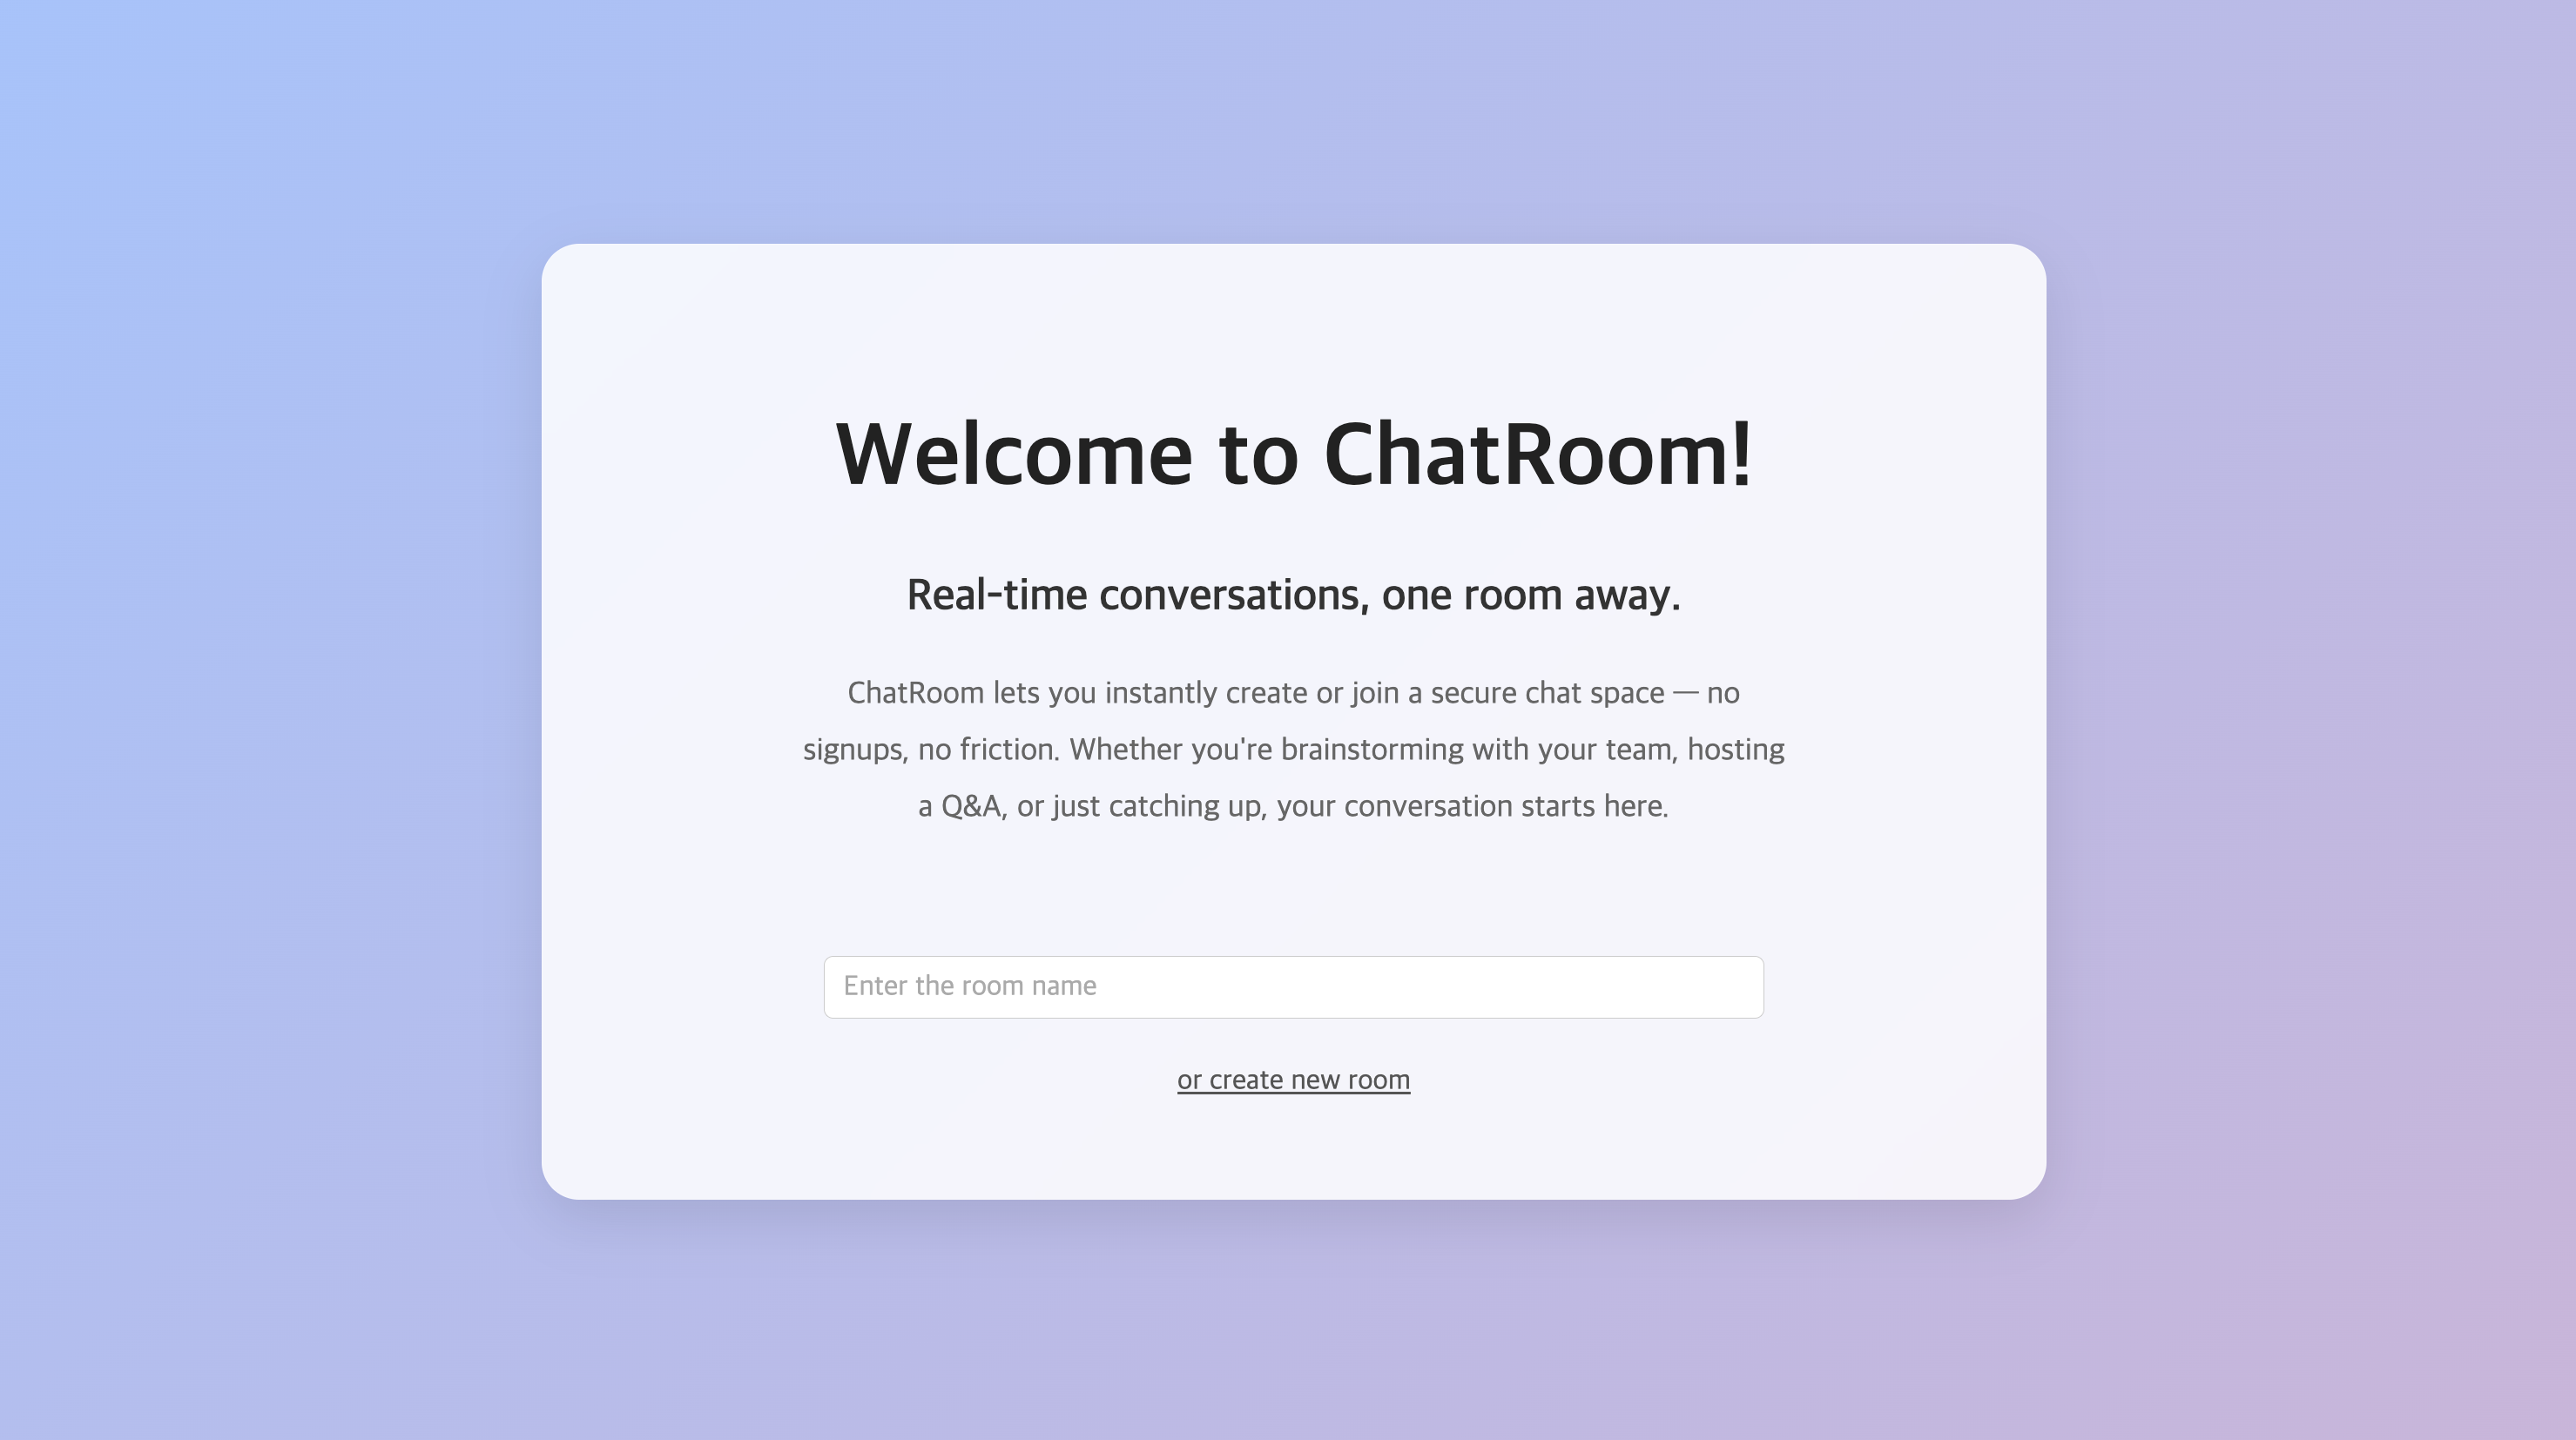 Welcome to ChatRoom!
Real-time conversations, one room away.
ChatRoom lets you instantly create or join a secure chat space — no
signups, no friction. Whether you're brainstorming with your team, hosting
a Q&A, or just catching up, your conversation starts here.
Enter the room name
or create new room